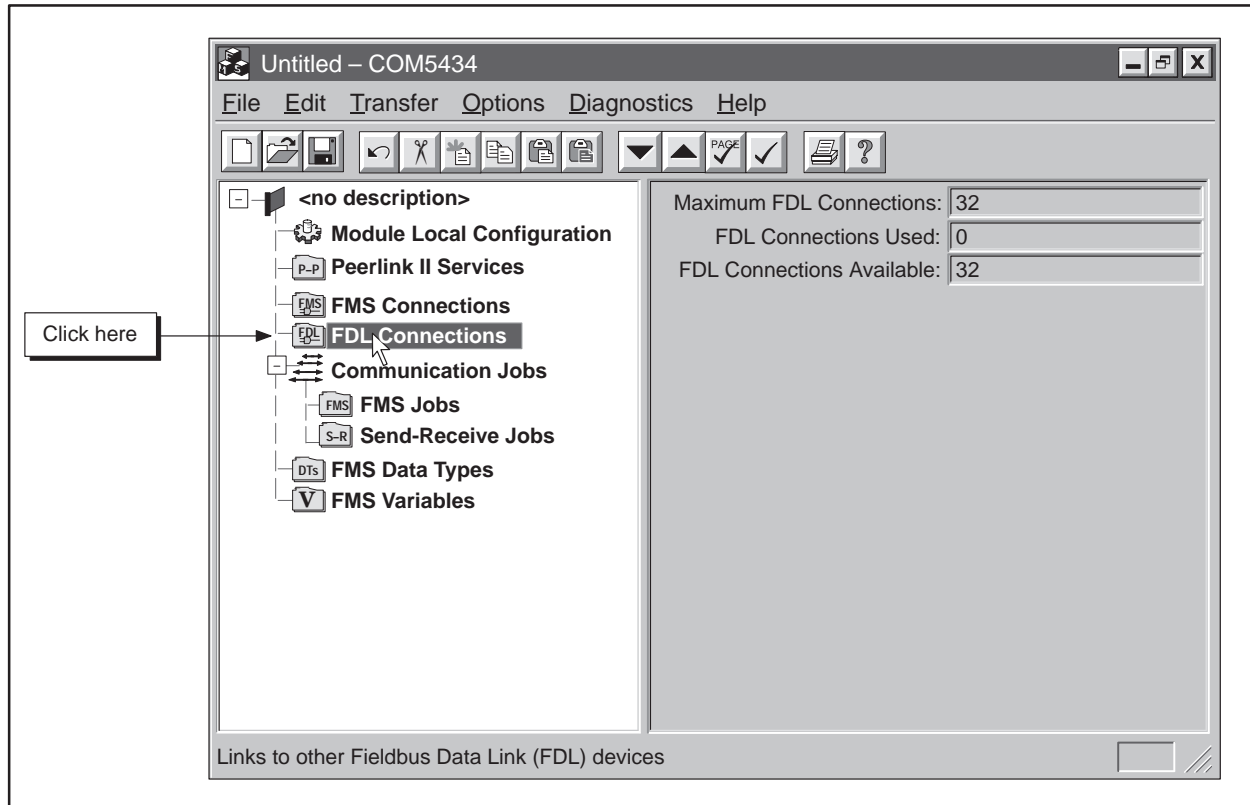 Untitled – COM5434
File Edit Transfer Options Diagnostics Help
PAGE
<no description>
Module Local Configuration
P–P Peerlink II Services
FMS FMS Connections
Click here
FDL FDL Connections
Communication Jobs
FMS FMS Jobs
S–R Send-Receive Jobs
DTs FMS Data Types
V FMS Variables
Maximum FDL Connections: 32
FDL Connections Used: 0
FDL Connections Available: 32
Links to other Fieldbus Data Link (FDL) devices